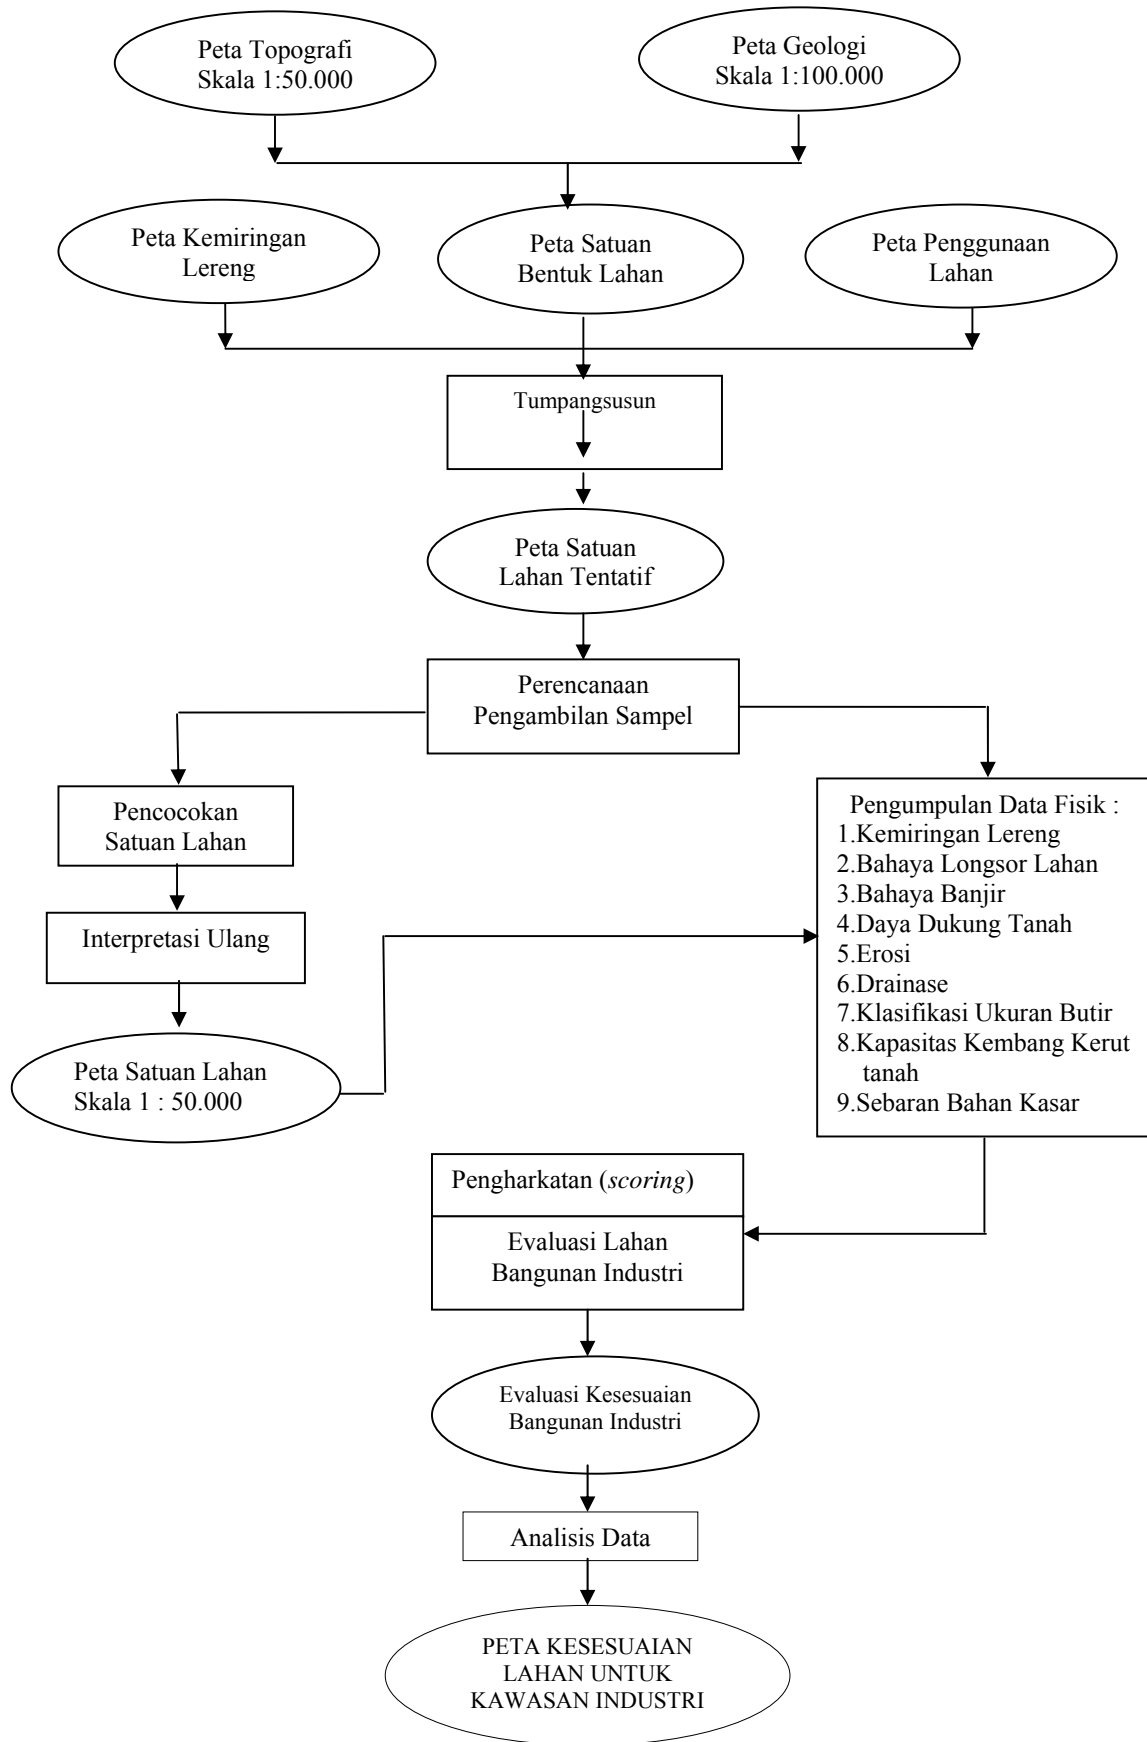 Peta Topografi
Skala 1:50.000
Peta Geologi
Skala 1:100.000
Peta Kemiringan
Lereng
Peta Satuan
Bentuk Lahan
Peta Penggunaan
Lahan
Tumpangsusun
Peta Satuan
Lahan Tentatif
Perencanaan
Pengambilan Sampel
Pencocokan
Satuan Lahan
Interpretasi Ulang
Peta Satuan Lahan
Skala 1 : 50.000
Pengumpulan Data Fisik :
1.Kemiringan Lereng
2.Bahaya Longsor Lahan
3.Bahaya Banjir
4.Daya Dukung Tanah
5.Erosi
6.Drainase
7.Klasifikasi Ukuran Butir
8.Kapasitas Kembang Kerut
tanah
9.Sebaran Bahan Kasar
Pengharkatan (scoring)
Evaluasi Lahan
Bangunan Industri
Evaluasi Kesesuaian
Bangunan Industri
Analisis Data
PETA KESESUAIAN
LAHAN UNTUK
KAWASAN INDUSTRI